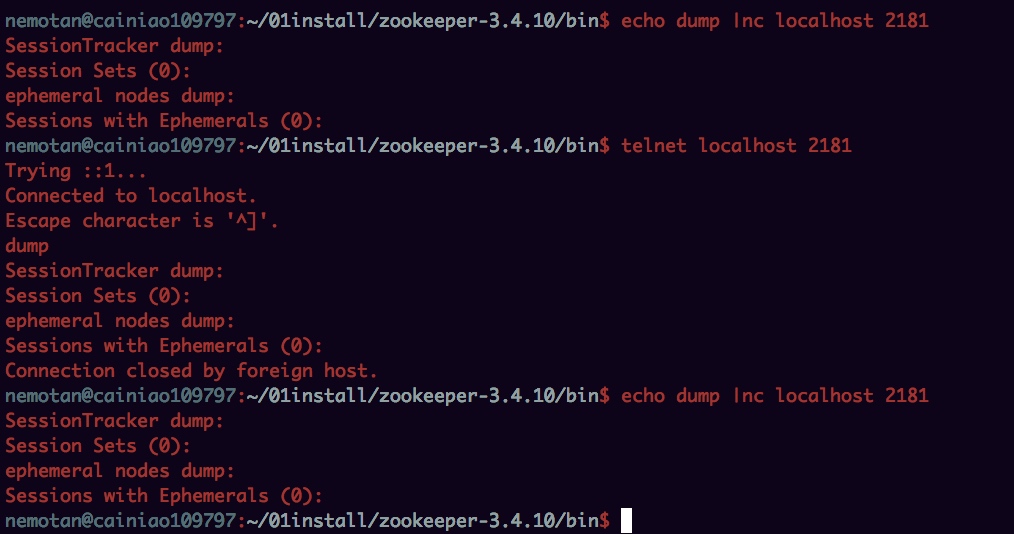 nemotan@cainiao109797:~/01install/zookeeper-3.4.10/bin$ echo dump |nc localhost 2181
SessionTracker dump:
Session Sets (0):
ephemeral nodes dump:
Sessions with Ephemerals (0):
nemotan@cainiao109797:~/01install/zookeeper-3.4.10/bin$ telnet localhost 2181
Trying ::1...
Connected to localhost.
Escape character is '^]'.
dump
SessionTracker dump:
Session Sets (0):
ephemeral nodes dump:
Sessions with Ephemerals (0):
Connection closed by foreign host.
nemotan@cainiao109797:~/01install/zookeeper-3.4.10/bin$ echo dump |nc localhost 2181
SessionTracker dump:
Session Sets (0):
ephemeral nodes dump:
Sessions with Ephemerals (0):
nemotan@cainiao109797:~/01install/zookeeper-3.4.10/bin$